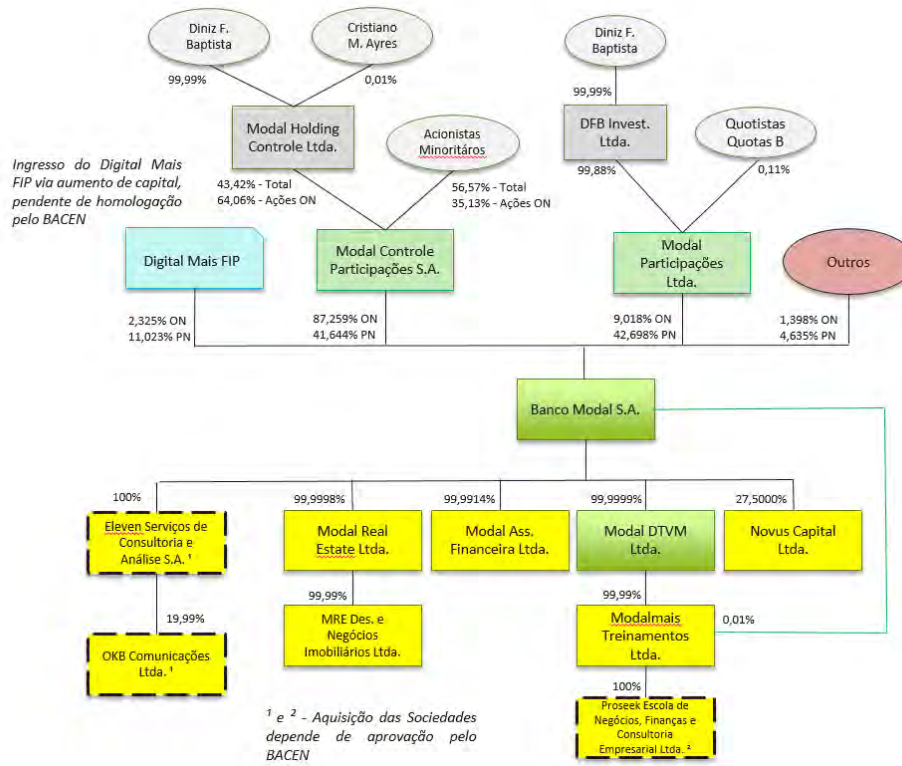 Diniz F.
Baptista
Cristiano
M. Ayres
Diniz F.
Baptista
99,99%
0,01%
99,99%
Modal Holding
Controle Ltda.
Acionistas
Minoritáros
DFB Invest.
Ltda.
Quotistas
Quotas B
Ingresso do Digital Mais
FIP via aumento de capital,
pendente de homologação
pelo BACEN
43,42% - Total
64,06% - Ações ON
56,57% - Total
35,13% - Ações ON
99,88%
0,11%
Digital Mais FIP
Modal Controle
Participações S.A.
Modal
Participações
Ltda.
Outros
2,325% ON
11,023% PN
87,259% ON
41,644% PN
9,018% ON
42,698% PN
1,398% ON
4,635% PN
Banco Modal S.A.
100%
99,9998%
99,9914%
99,9999%
27,5000%
Eleven Serviços de
Consultoria e
Análise S.A. ¹
Modal Real
Estate Ltda.
Modal Ass.
Financeira Ltda.
Modal DTVM
Ltda.
Novus Capital
Ltda.
19,99%
99,99%
99,99%
OKB Comunicações
Ltda. ¹
MRE Des. e
Negócios
Imobiliários Ltda.
Modalmais
Treinamentos
Ltda.
0,01%
100%
¹ e ² - Aquisição das Sociedades
depende de aprovação pelo
BACEN
Proseek Escola de
Negócios, Finanças e
Consultoria
Empresarial Ltda. ²